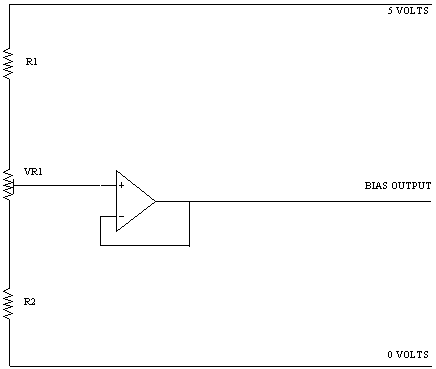 5 VOLTS
R1
VR1
+
BIAS OUTPUT
−
R2
0 VOLTS